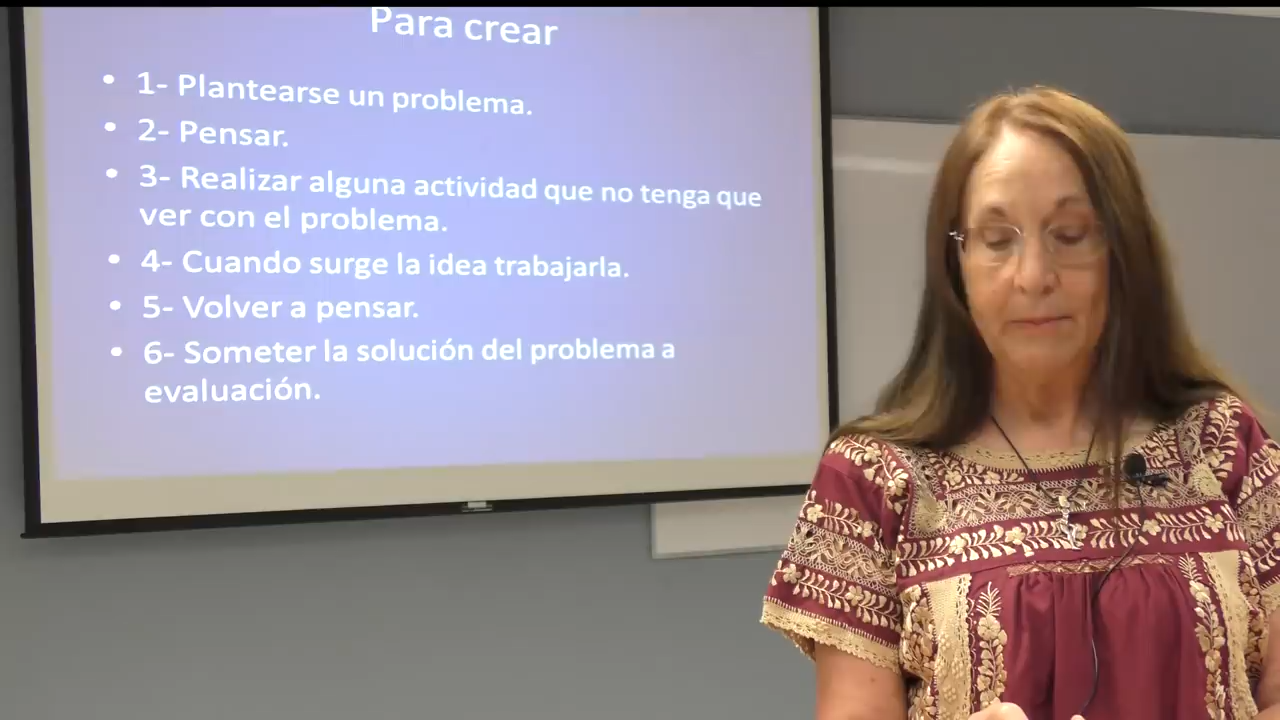 Para crear
• 1- Plantearse un problema.
• 2- Pensar.
• 3- Realizar alguna actividad que no tenga que
ver con el problema.
• 4- Cuando surge la idea trabajarla.
• 5- Volver a pensar.
• 6- Someter la solución del problema a
evaluación.